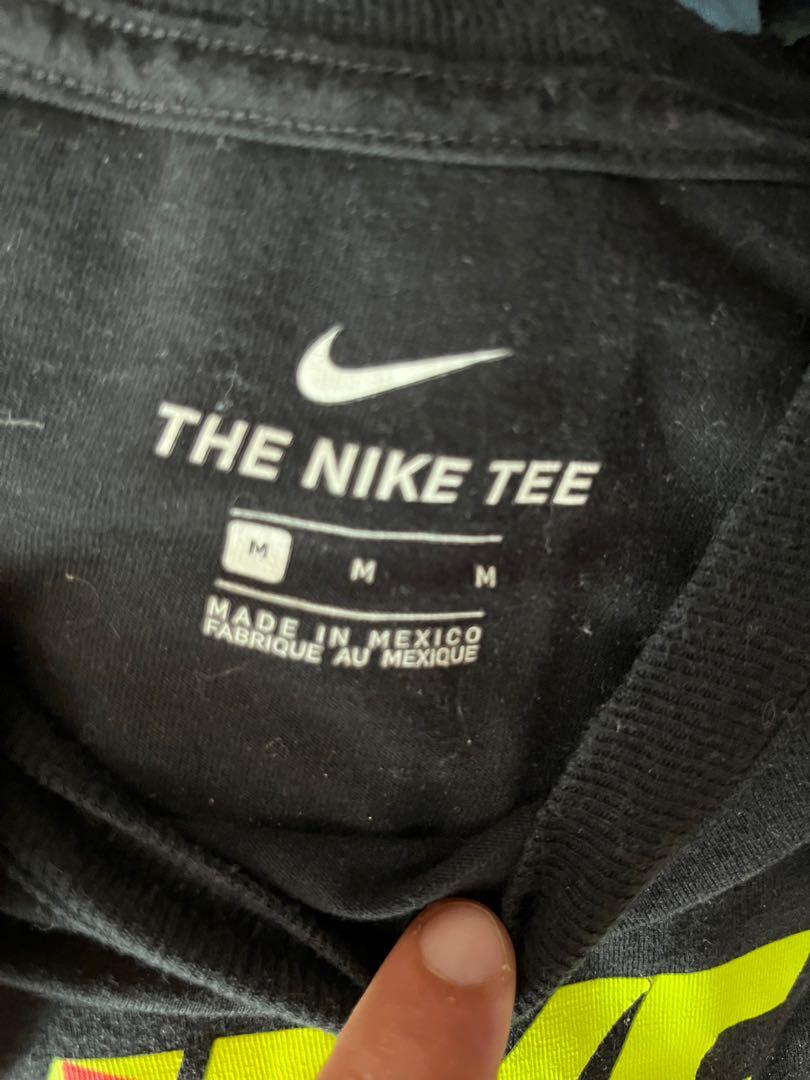 THE NIKE TEE
M M M
MADE IN MEXICO
FABRIQUE AU MEXIQUE